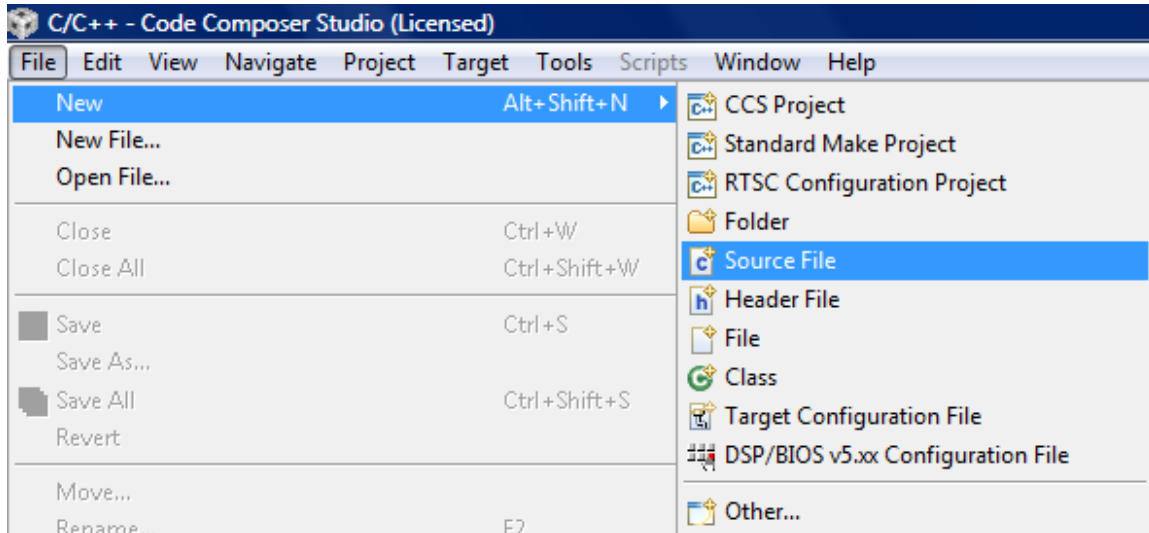 C/C++ - Code Composer Studio (Licensed)
File Edit View Navigate Project Target Tools Scripts Window Help
New Alt+Shift+N
New File...
Open File...
Close Ctrl+W
Close All Ctrl+Shift+W
Save Ctrl+S
Save As...
Save All Ctrl+Shift+S
Revert
Move...
Rename... F2
CCS Project
Standard Make Project
RTSC Configuration Project
Folder
Source File
Header File
File
Class
Target Configuration File
DSP/BIOS v5.xx Configuration File
Other...